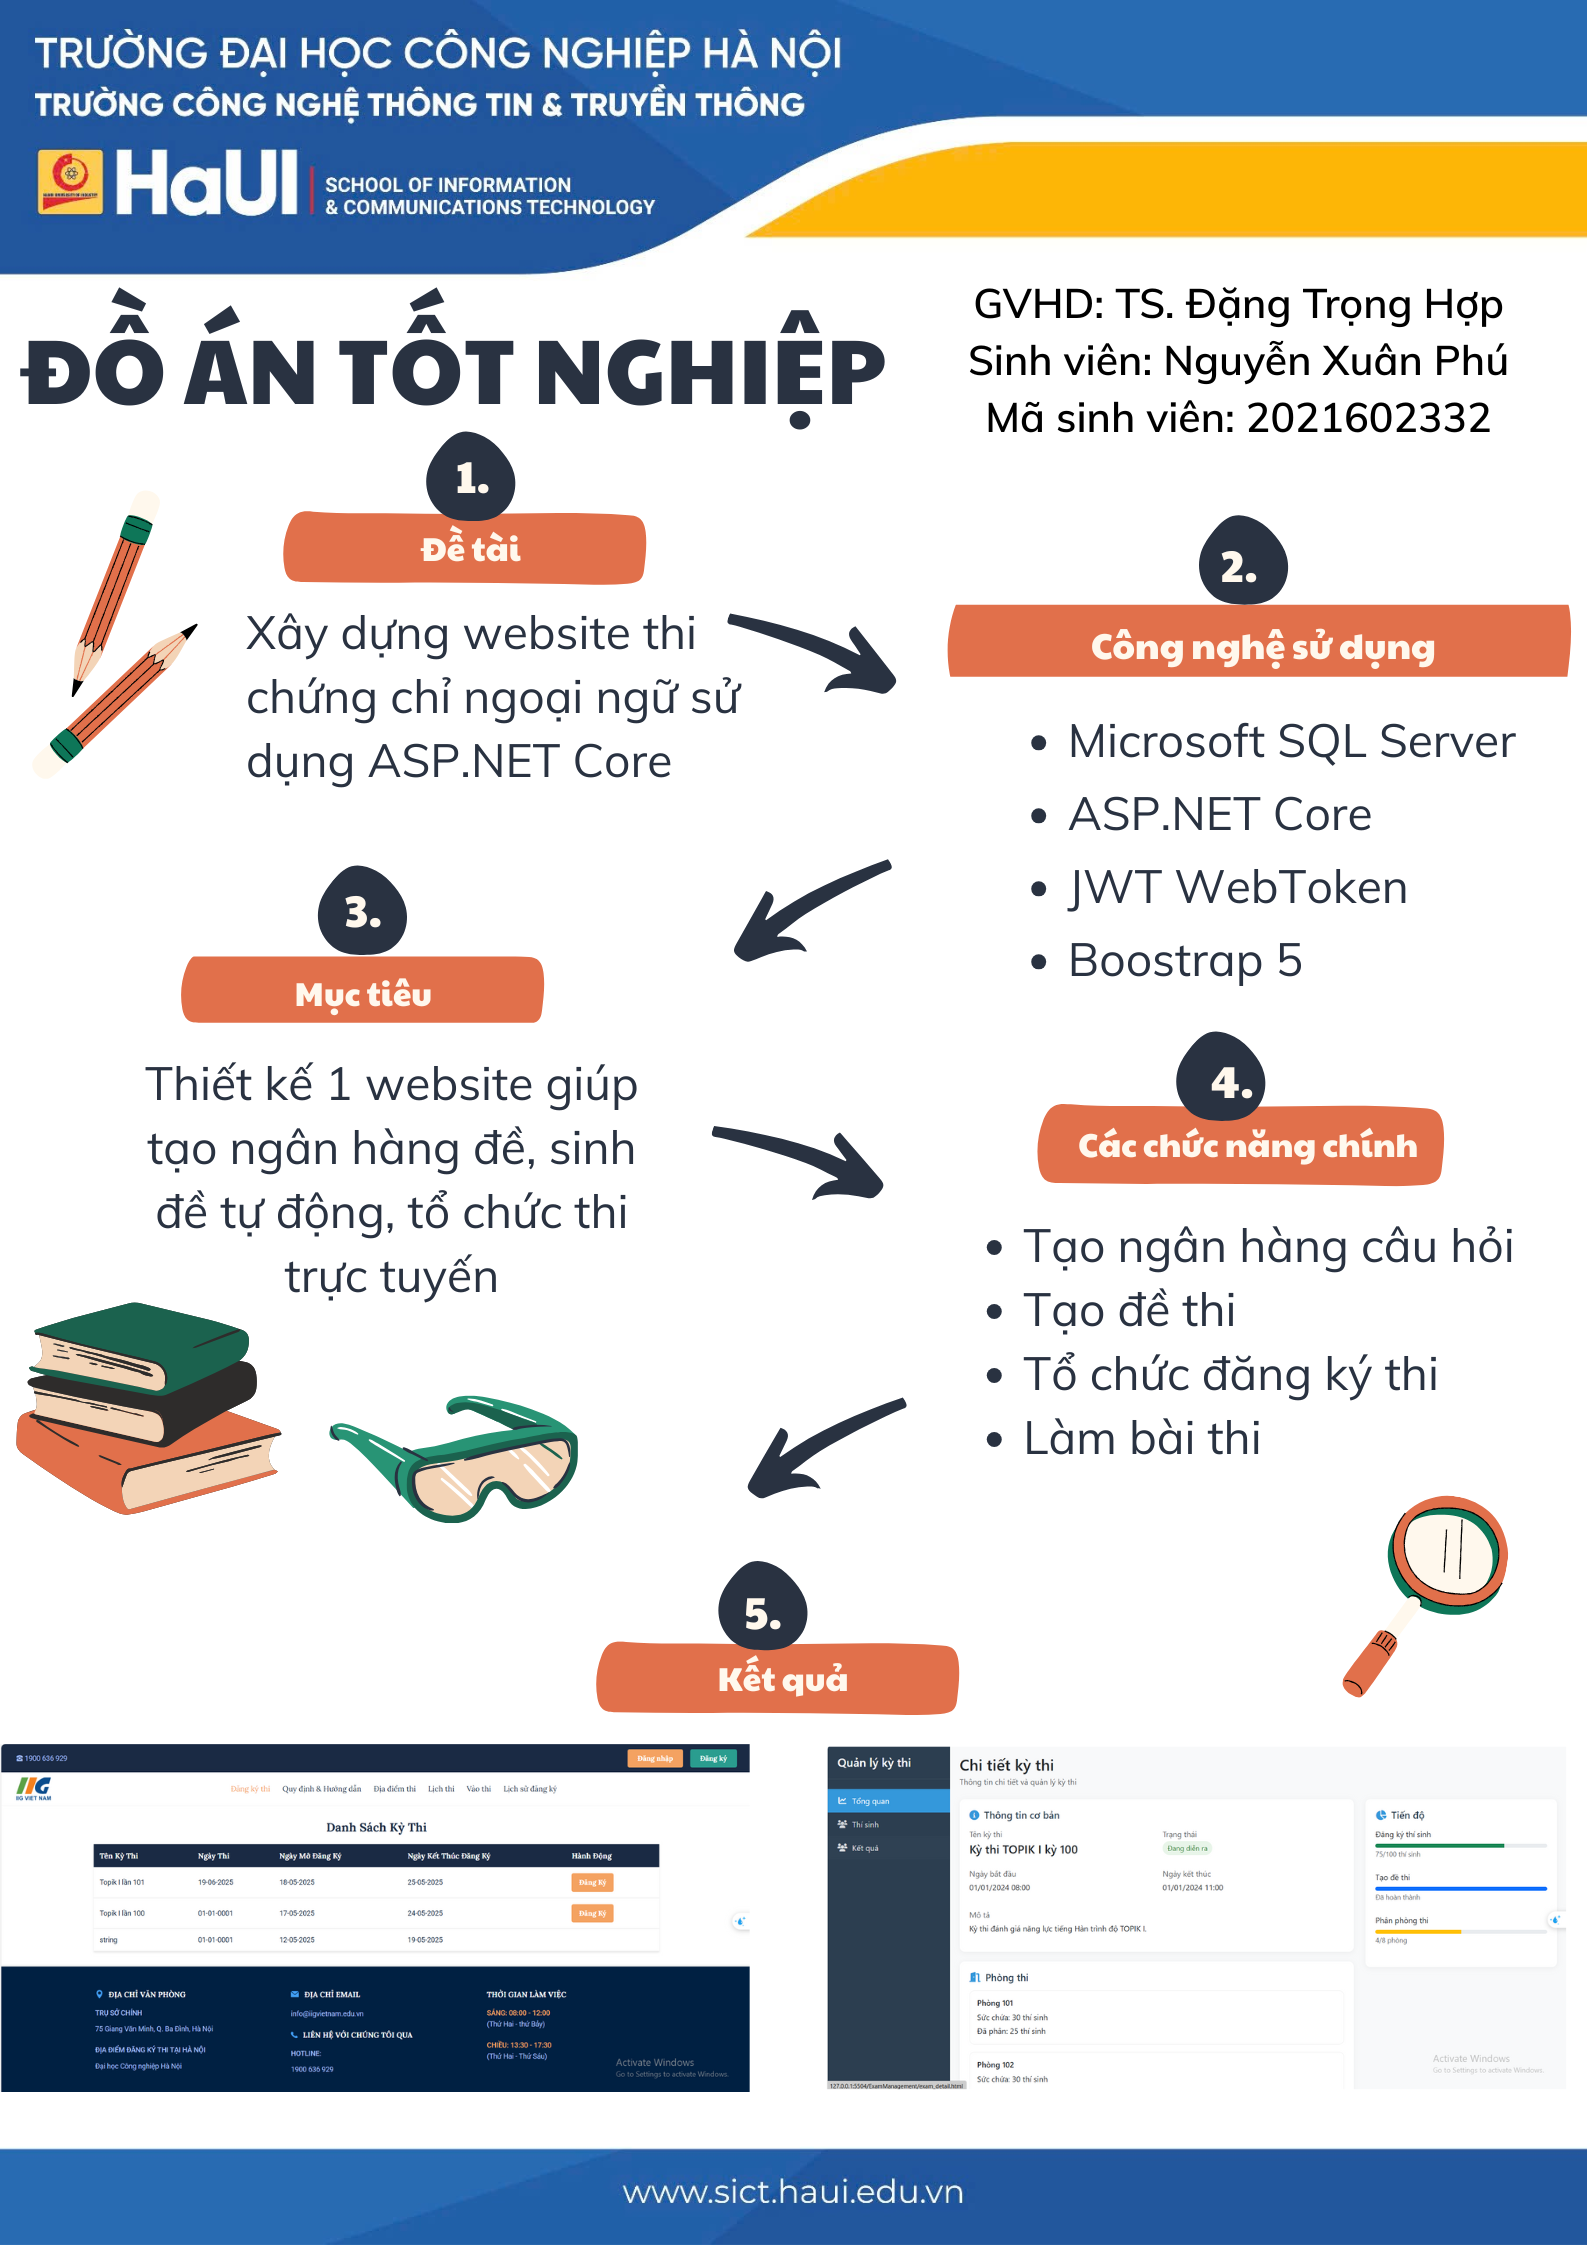 TRƯỜNG ĐẠI HỌC CÔNG NGHIỆP HÀ NỘI
TRƯỜNG CÔNG NGHỆ THÔNG TIN & TRUYỀN THÔNG
HaUI
SCHOOL OF INFORMATION
& COMMUNICATIONS TECHNOLOGY
ĐỒ ÁN TỐT NGHIỆP
GVHD: TS. Đặng Trọng Hợp
Sinh viên: Nguyễn Xuân Phú
Mã sinh viên: 2021602332
1.
Đề tài
Xây dựng website thi
chứng chỉ ngoại ngữ sử
dụng ASP.NET Core
2.
Công nghệ sử dụng
• Microsoft SQL Server
• ASP.NET Core
• JWT WebToken
• Boostrap 5
3.
Mục tiêu
Thiết kế 1 website giúp
tạo ngân hàng đề, sinh
đề tự động, tổ chức thi
trực tuyến
4.
Các chức năng chính
• Tạo ngân hàng câu hỏi
• Tạo đề thi
• Tổ chức đăng ký thi
• Làm bài thi
5.
Kết quả
1900 636 929
Đăng nhập Đăng ký
IIG VIET NAM
Đăng ký thi Quy định & Hướng dẫn Địa điểm thi Lịch thi Vào thi Lịch sử đăng ký
Danh Sách Kỳ Thi
Tên Kỳ Thi Ngày Thi Ngày Mở Đăng Ký Ngày Kết Thúc Đăng Ký Hành Động
Topik I lần 101 19-06-2025 18-05-2025 25-05-2025 Đăng Ký
Topik I lần 100 01-01-0001 17-05-2025 24-05-2025 Đăng Ký
string 01-01-0001 12-05-2025 19-05-2025
ĐỊA CHỈ VĂN PHÒNG
TRỤ SỞ CHÍNH
75 Giang Văn Minh, Q. Ba Đình, Hà Nội
ĐỊA ĐIỂM ĐĂNG KÝ THI TẠI HÀ NỘI
Đại học Công nghiệp Hà Nội
ĐỊA CHỈ EMAIL
info@iigvietnam.edu.vn
LIÊN HỆ VỚI CHÚNG TÔI QUA
HOTLINE:
1900 636 929
THỜI GIAN LÀM VIỆC
SÁNG: 08:00 - 12:00
(Thứ Hai - thứ Bảy)
CHIỀU: 13:30 - 17:30
(Thứ Hai - Thứ Sáu)
Activate Windows
Go to Settings to activate Windows.
Quản lý kỳ thi
Tổng quan
Thí sinh
Kết quả
127.0.0.1:5504/ExamManagement/exam_detail.html
Chi tiết kỳ thi
Thông tin chi tiết và quản lý kỳ thi
Thông tin cơ bản
Tên kỳ thi Trạng thái
Kỳ thi TOPIK I kỳ 100 Đang diễn ra
Ngày bắt đầu Ngày kết thúc
01/01/2024 08:00 01/01/2024 11:00
Mô tả
Kỳ thi đánh giá năng lực tiếng Hàn trình độ TOPIK I.
Phòng thi
Phòng 101
Sức chứa: 30 thí sinh
Đã phân: 25 thí sinh
Phòng 102
Sức chứa: 30 thí sinh
Tiến độ
Đăng ký thí sinh
75/100 thí sinh
Tạo đề thi
Đã hoàn thành
Phân phòng thi
4/8 phòng
Activate Windows
Go to Settings to activate Windows.
www.sict.haui.edu.vn